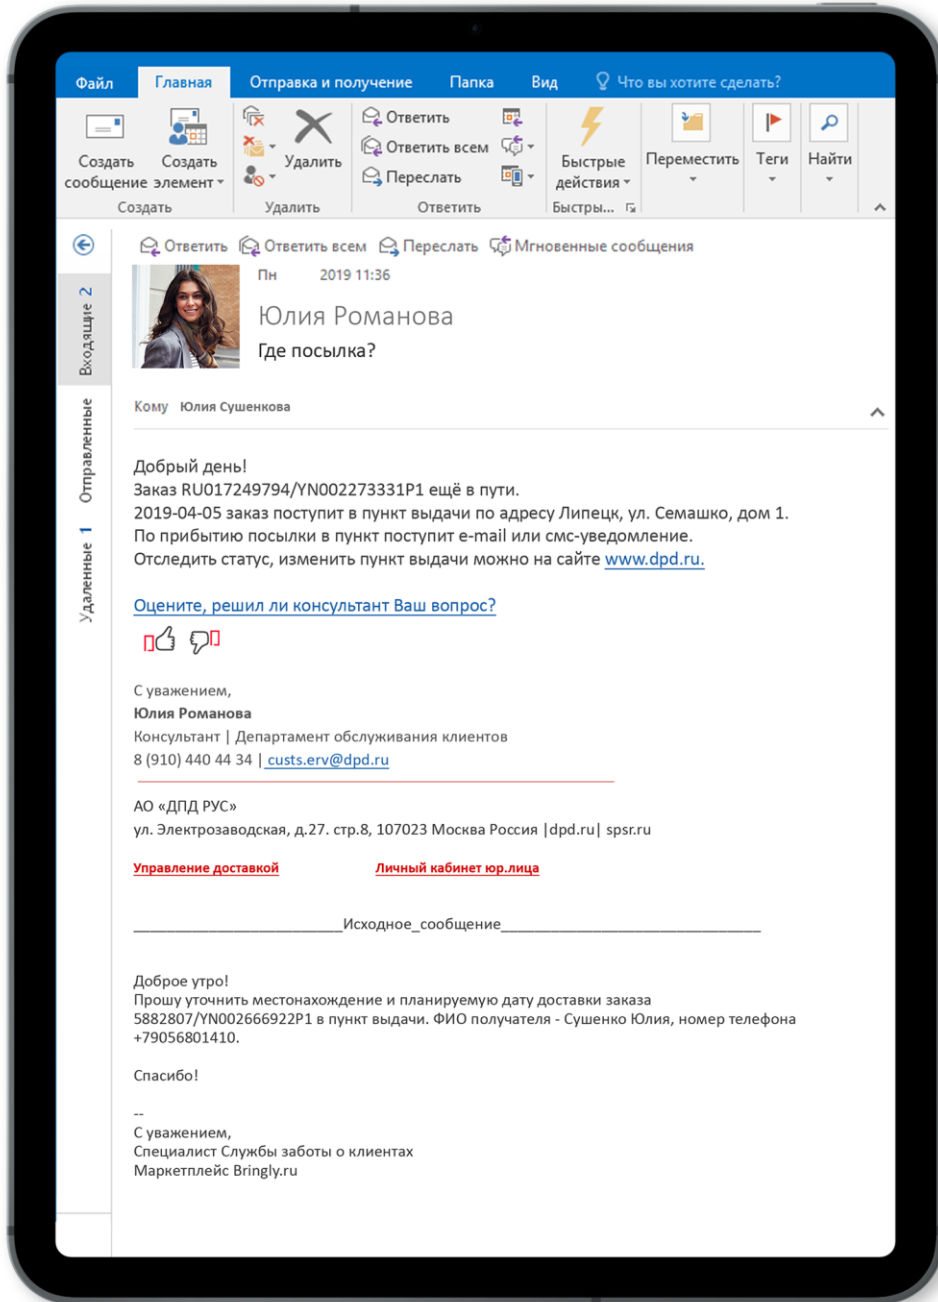 Файл Главная Отправка и получение Папка Вид Что вы хотите сделать?
Создать сообщение
Создать элемент
Удалить
Ответить
Ответить всем
Переслать
Быстрые действия
Переместить
Теги
Найти
Создать Удалить Ответить Быстры...
Ответить Ответить всем Переслать Мгновенные сообщения
Входящие 2
Отправленные
Удаленные 1
Пн 2019 11:36
Юлия Романова
Где посылка?
Кому Юлия Сушенкова
Добрый день!
Заказ RU017249794/YN002273331P1 ещё в пути.
2019-04-05 заказ поступит в пункт выдачи по адресу Липецк, ул. Семашко, дом 1.
По прибытию посылки в пункт поступит e-mail или смс-уведомление.
Отследить статус, изменить пункт выдачи можно на сайте www.dpd.ru.
Оцените, решил ли консультант Ваш вопрос?
С уважением,
Юлия Романова
Консультант | Департамент обслуживания клиентов
8 (910) 440 44 34 | custs.erv@dpd.ru
АО «ДПД РУС»
ул. Электрозаводская, д.27. стр.8, 107023 Москва Россия |dpd.ru| spsr.ru
Управление доставкой Личный кабинет юр.лица
_________________________Исходное_сообщение_______________________________
Доброе утро!
Прошу уточнить местонахождение и планируемую дату доставки заказа
5882807/YN002666922P1 в пункт выдачи. ФИО получателя - Сушенко Юлия, номер телефона
+79056801410.
Спасибо!
--
С уважением,
Специалист Службы заботы о клиентах
Маркетплейс Bringly.ru